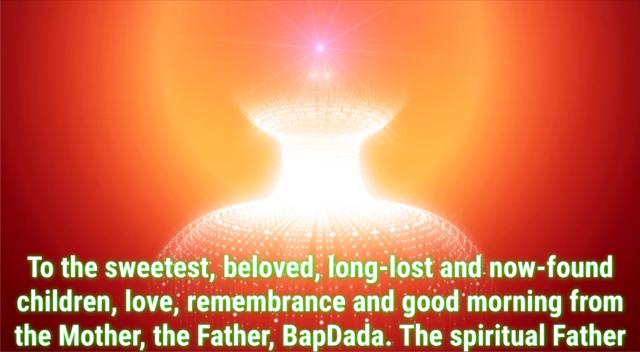 To the sweetest, beloved, long-lost and now-found
children, love, remembrance and good morning from
the Mother, the Father, BapDada. The spiritual Father